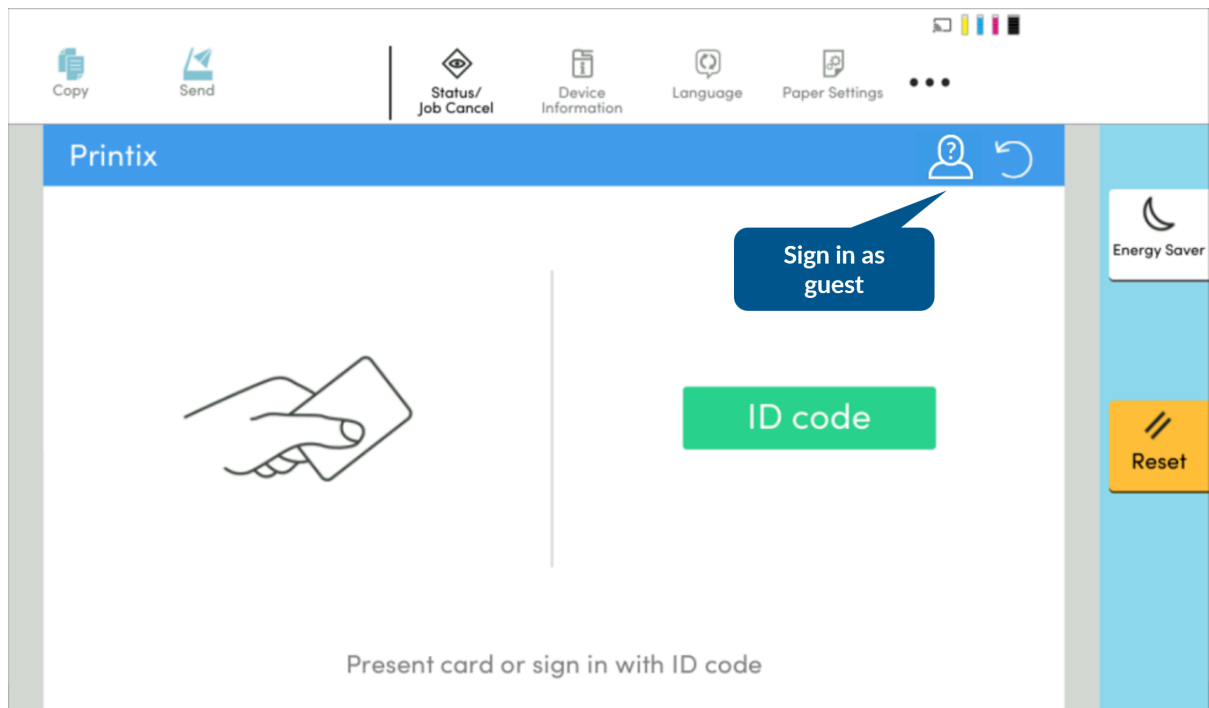 Copy
Send
Status/
Job Cancel
Device
Information
Language
Paper Settings
Printix
?
Sign in as
guest
Energy Saver
ID code
Reset
Present card or sign in with ID code